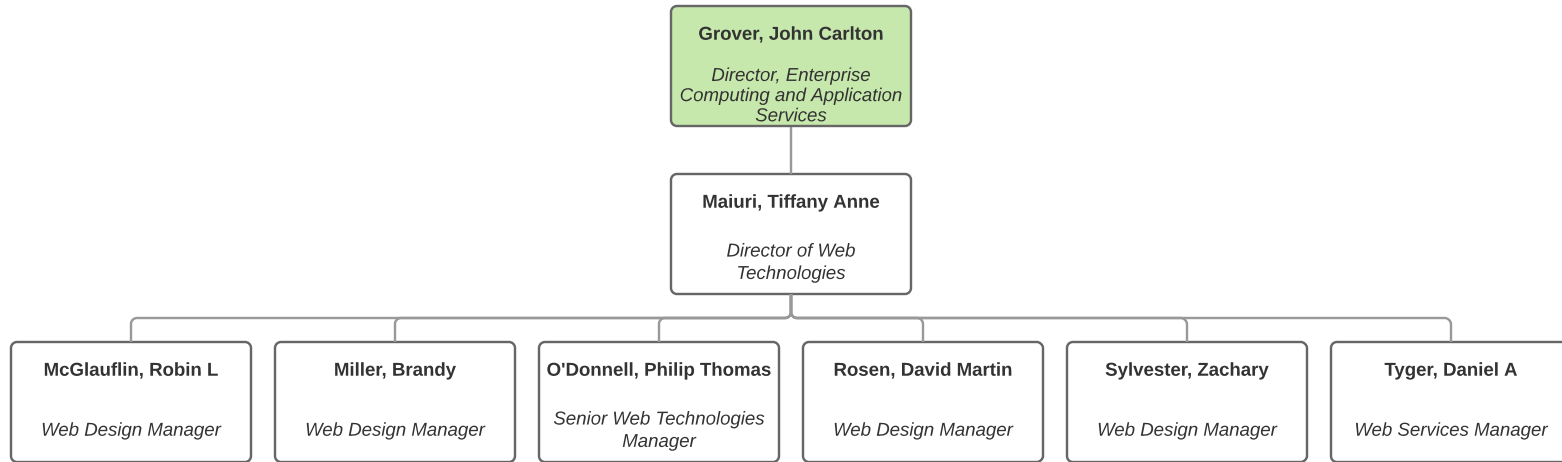 Grover, John Carlton
Director, Enterprise
Computing and Application
Services
Maiuri, Tiffany Anne
Director of Web
Technologies
McGlauflin, Robin L
Web Design Manager
Miller, Brandy
Web Design Manager
O'Donnell, Philip Thomas
Senior Web Technologies
Manager
Rosen, David Martin
Web Design Manager
Sylvester, Zachary
Web Design Manager
Tyger, Daniel A
Web Services Manager